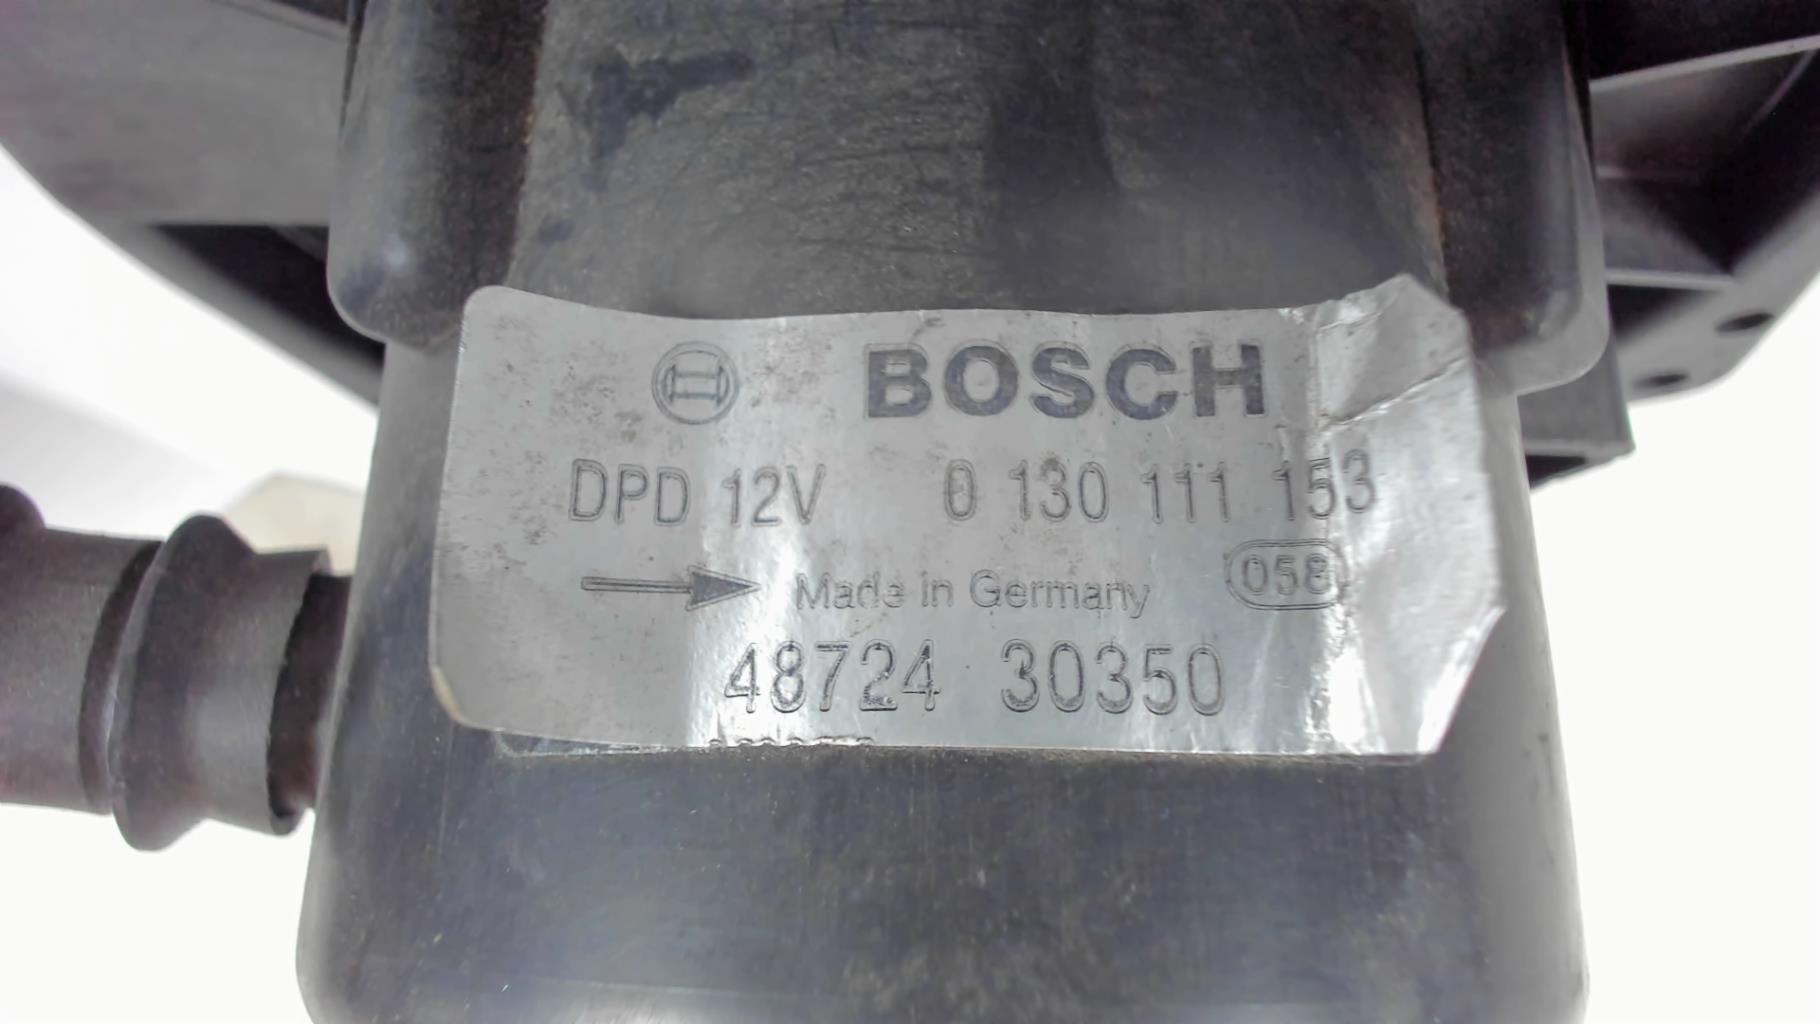 BOSCH
DPD 12V 0 130 111 153
Made in Germany 058
48724 30350